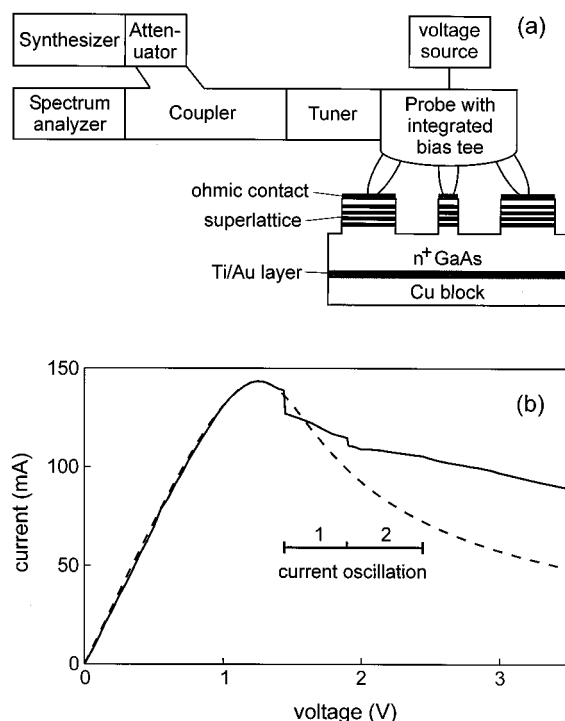 (a)
Synthesizer
Atten-
uator
voltage
source
Spectrum
analyzer
Coupler
Tuner
Probe with
integrated
bias tee
ohmic contact
superlattice
n+ GaAs
Ti/Au layer
Cu block
(b)
150
100
50
0
current (mA)
1 2
current oscillation
0 1 2 3
voltage (V)